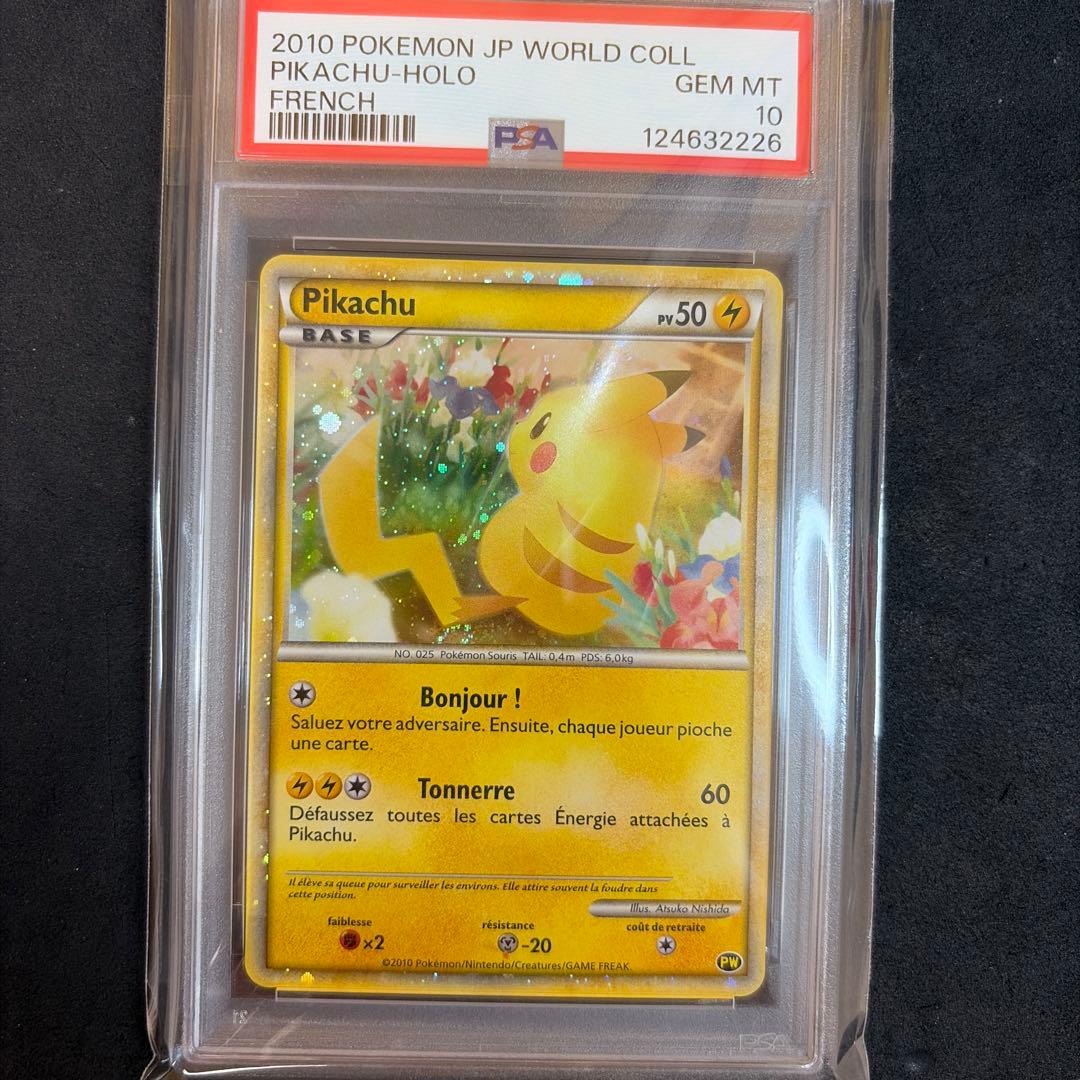 2010 POKEMON JP WORLD COLL
PIKACHU-HOLO GEM MT
FRENCH 10
PSA 124632226
Pikachu PV 50
BASE
NO. 025 Pokémon Souris TAIL: 0,4m PDS: 6,0kg
Bonjour !
Saluez votre adversaire. Ensuite, chaque joueur pioche
une carte.
Tonnerre 60
Défaussez toutes les cartes Énergie attachées à
Pikachu.
Il élève sa queue pour surveiller les environs. Elle attire souvent la foudre dans
cette position.
Illus. Atsuko Nishida
faiblesse résistance coût de retraite
×2 -20
©2010 Pokémon/Nintendo/Creatures/GAME FREAK.
PW
PSA